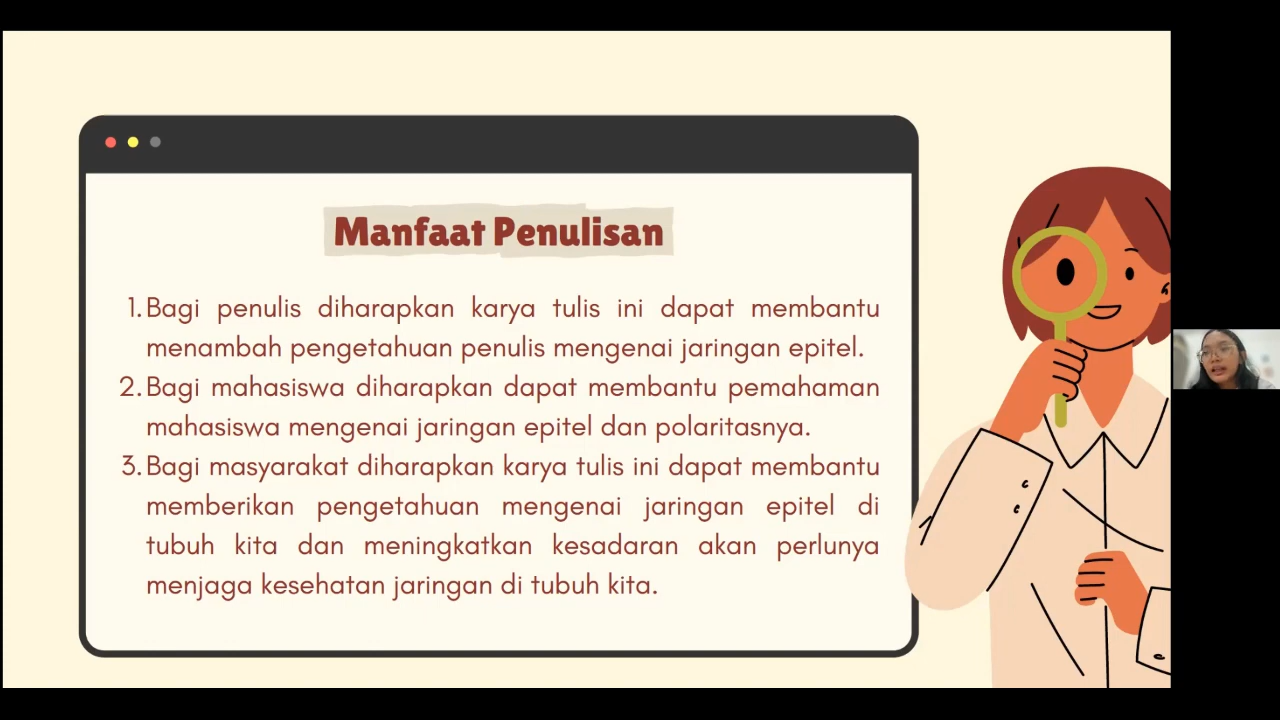 Manfaat Penulisan
1. Bagi penulis diharapkan karya tulis ini dapat membantu
menambah pengetahuan penulis mengenai jaringan epitel.
2. Bagi mahasiswa diharapkan dapat membantu pemahaman
mahasiswa mengenai jaringan epitel dan polaritasnya.
3. Bagi masyarakat diharapkan karya tulis ini dapat membantu
memberikan pengetahuan mengenai jaringan epitel di
tubuh kita dan meningkatkan kesadaran akan perlunya
menjaga kesehatan jaringan di tubuh kita.